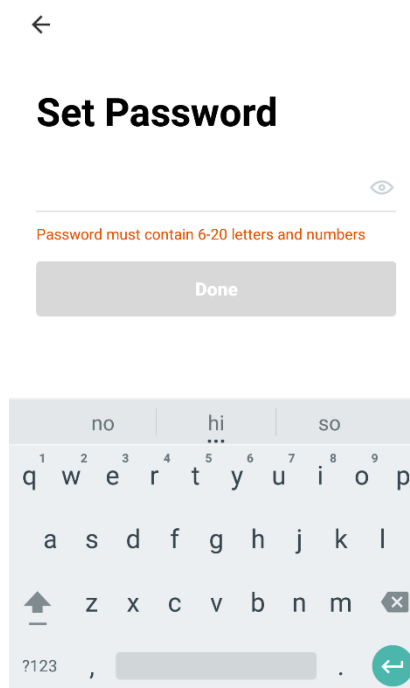 Set Password
Password must contain 6-20 letters and numbers
Done
no hi so
1 2 3 4 5 6 7 8 9
q w e r t y u i o p
a s d f g h j k l
z x c v b n m
?123 , .